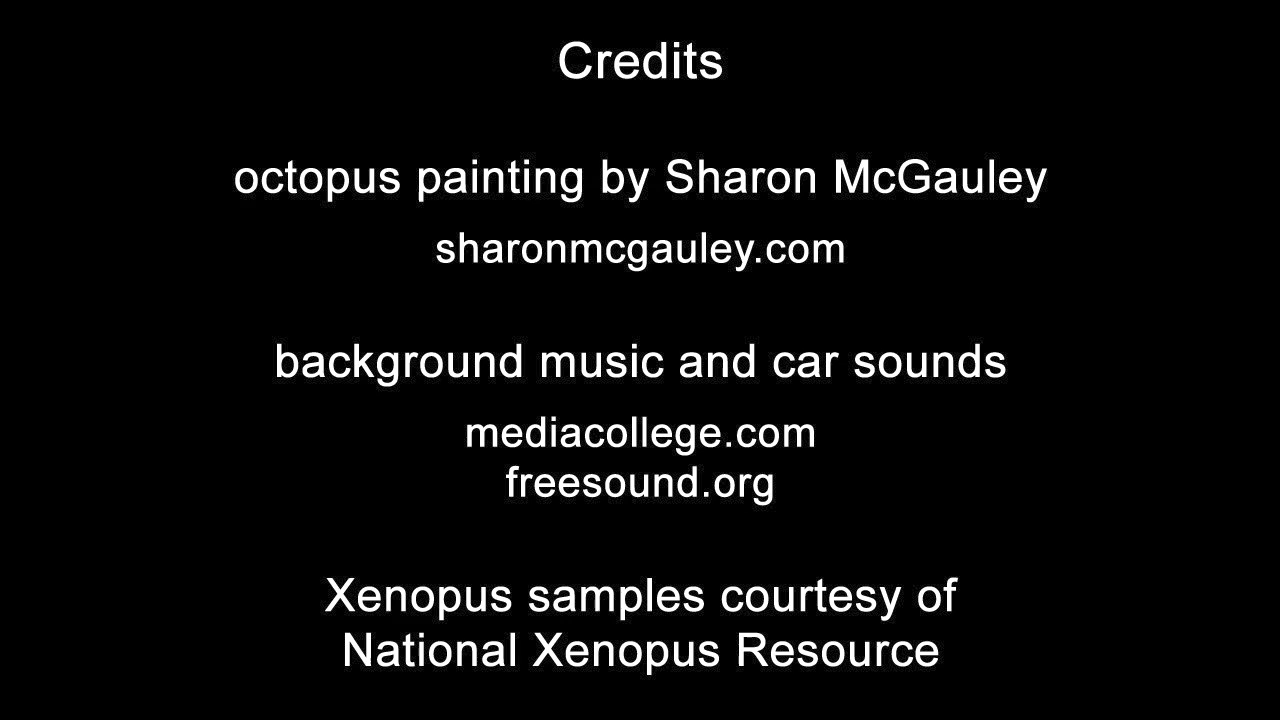 Credits
octopus painting by Sharon McGauley
sharonmcgauley.com
background music and car sounds
mediacollege.com
freesound.org
Xenopus samples courtesy of
National Xenopus Resource